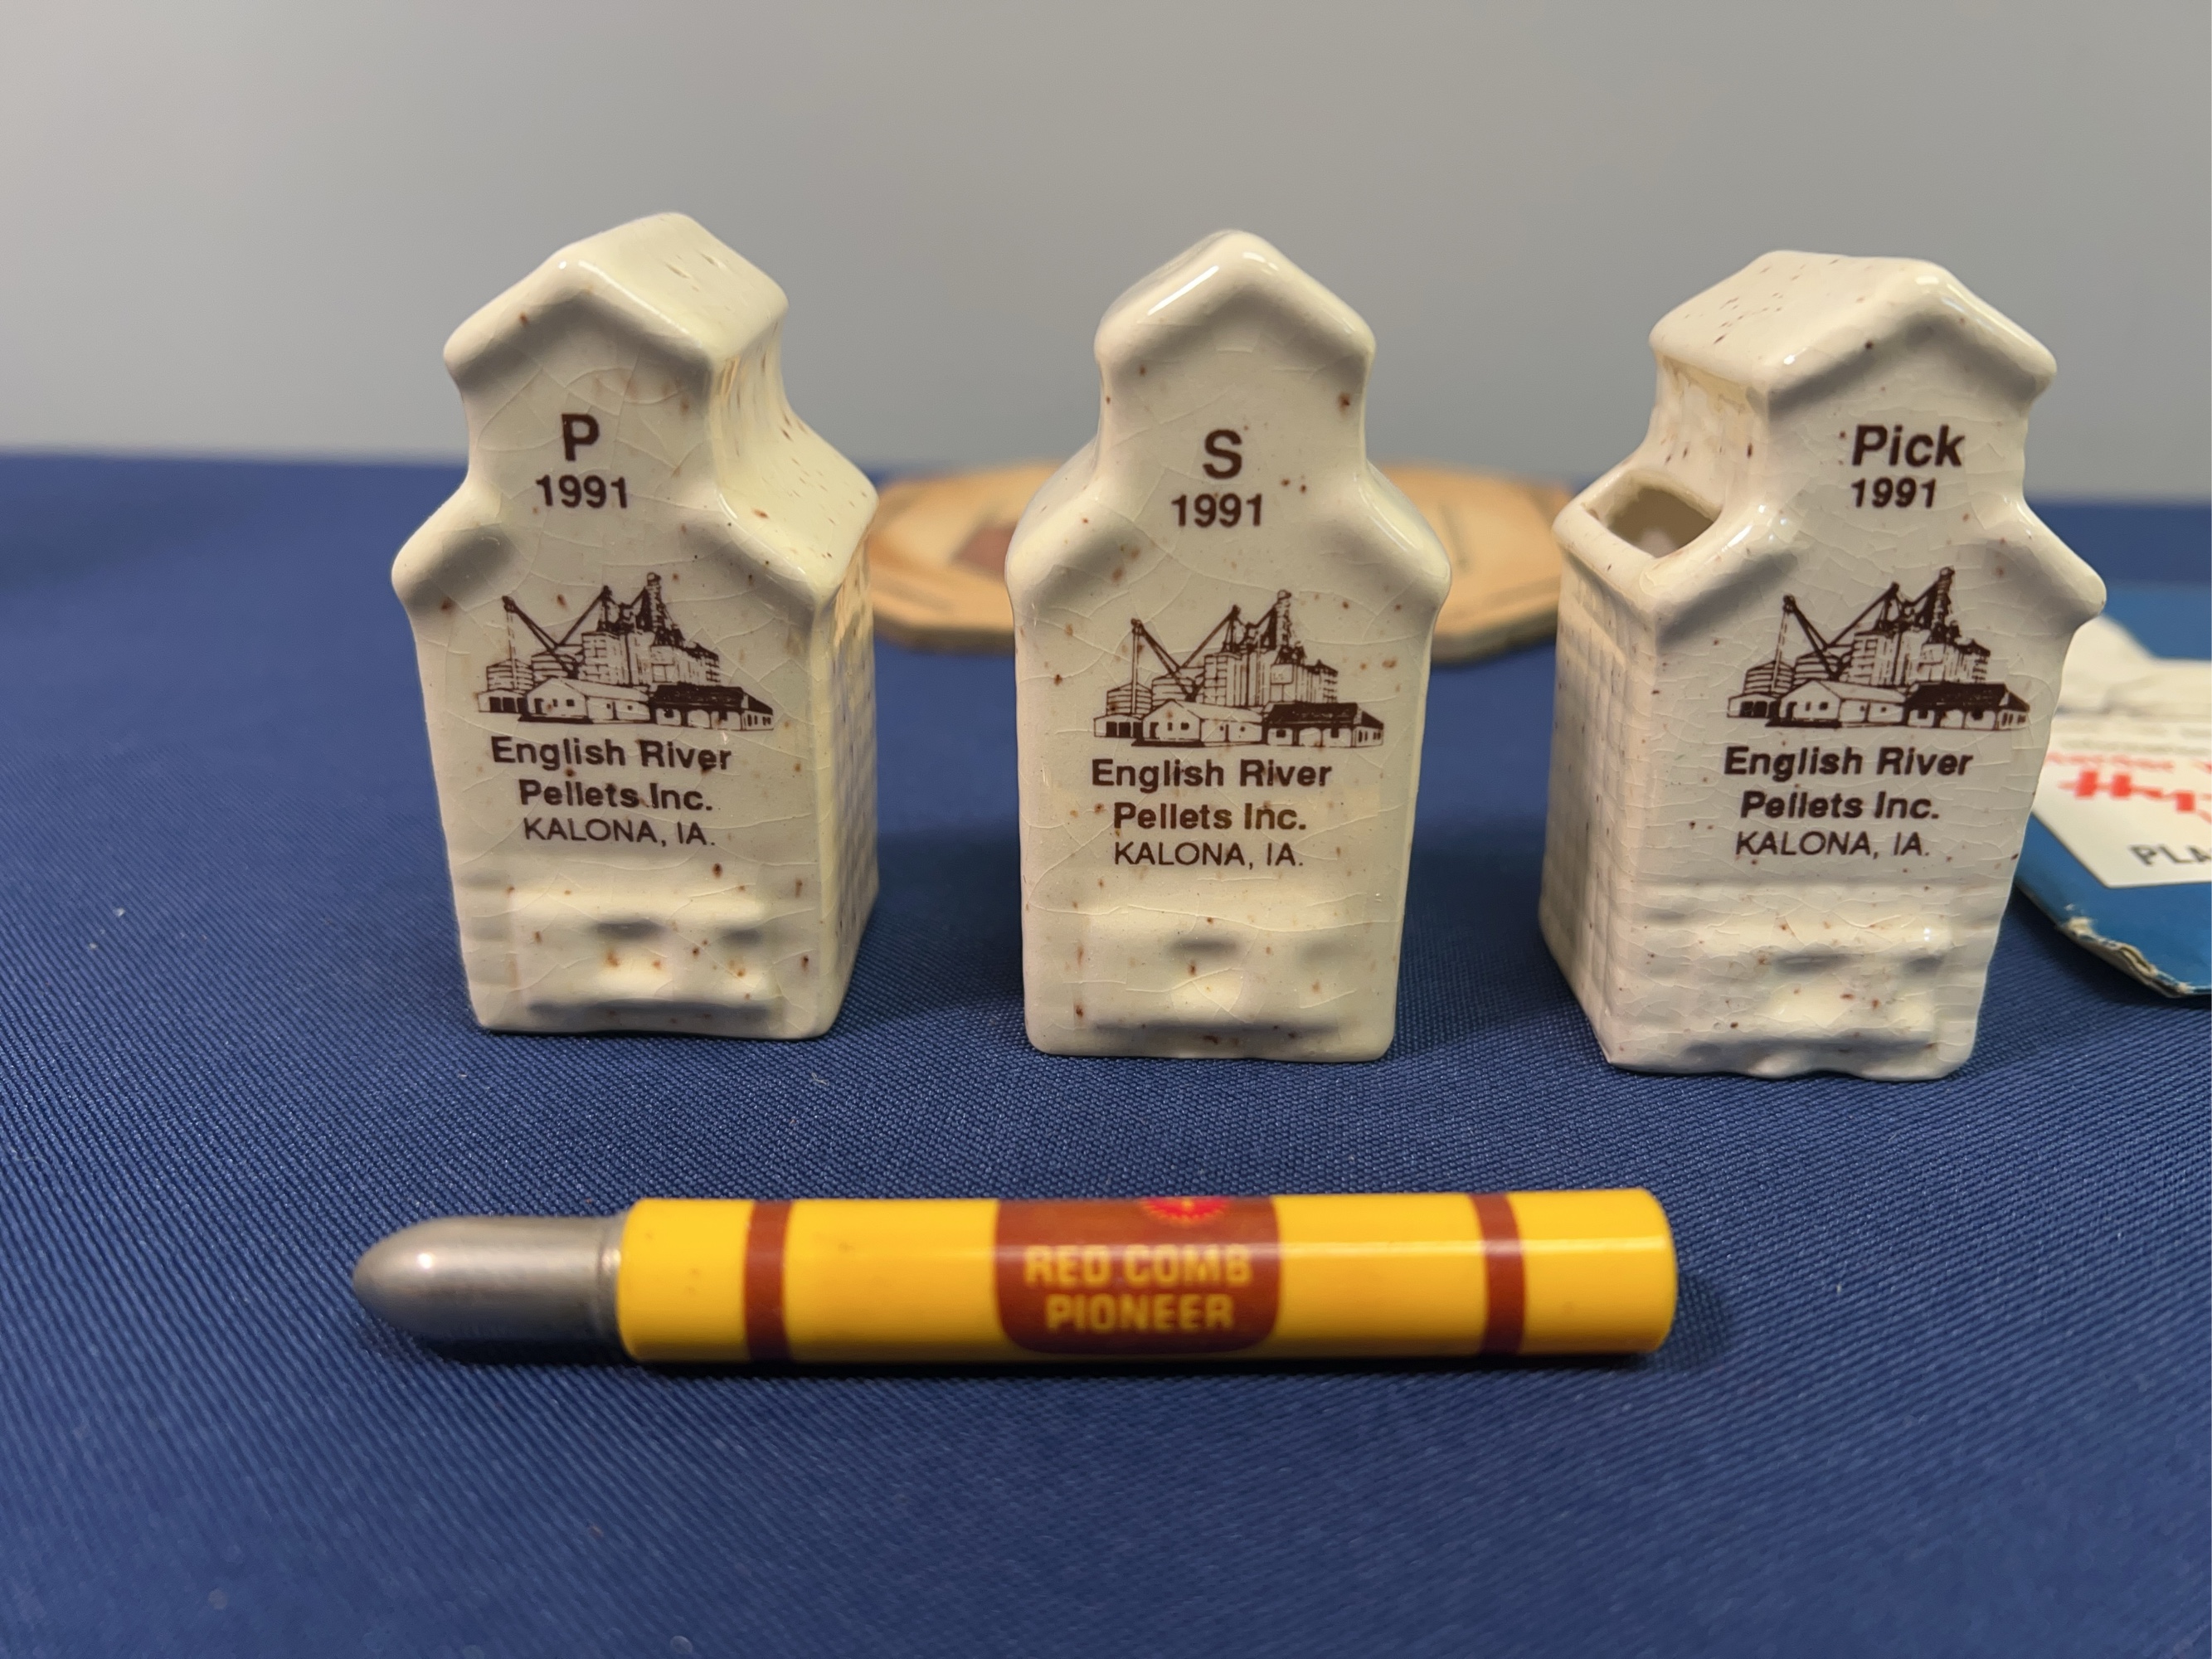 P
1991
English River
Pellets Inc.
KALONA, IA.
S
1991
English River
Pellets Inc.
KALONA, IA.
Pick
1991
English River
Pellets Inc.
KALONA, IA.
PLA
RED COMB
PIONEER